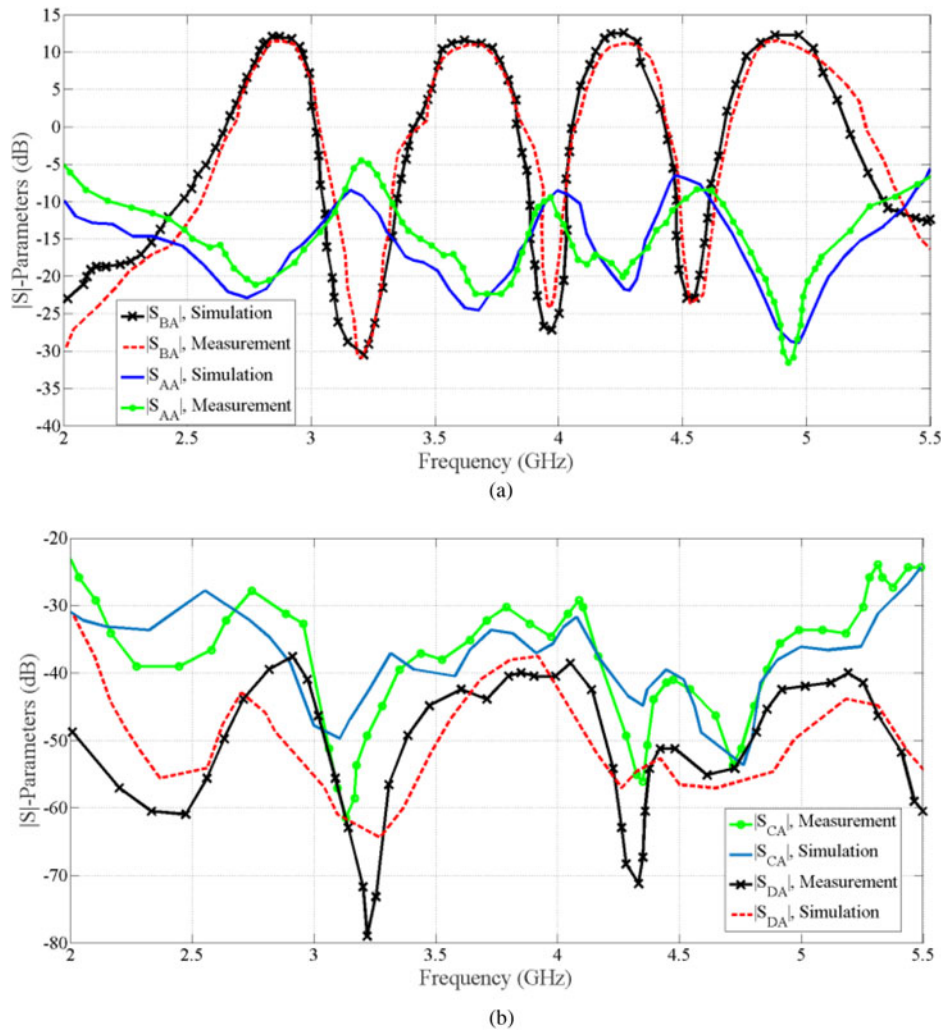 15
10
5
0
-5
-10
-15
-20
-25
-30
-35
-40
|S|-Parameters (dB)
|S_BA|, Simulation
|S_BA|, Measurement
|S_AA|, Simulation
|S_AA|, Measurement
2 2.5 3 3.5 4 4.5 5 5.5
Frequency (GHz)
(a)
-20
-30
-40
-50
-60
-70
-80
|S|-Parameters (dB)
|S_CA|, Measurement
|S_CA|, Simulation
|S_DA|, Measurement
|S_DA|, Simulation
2 2.5 3 3.5 4 4.5 5 5.5
Frequency (GHz)
(b)